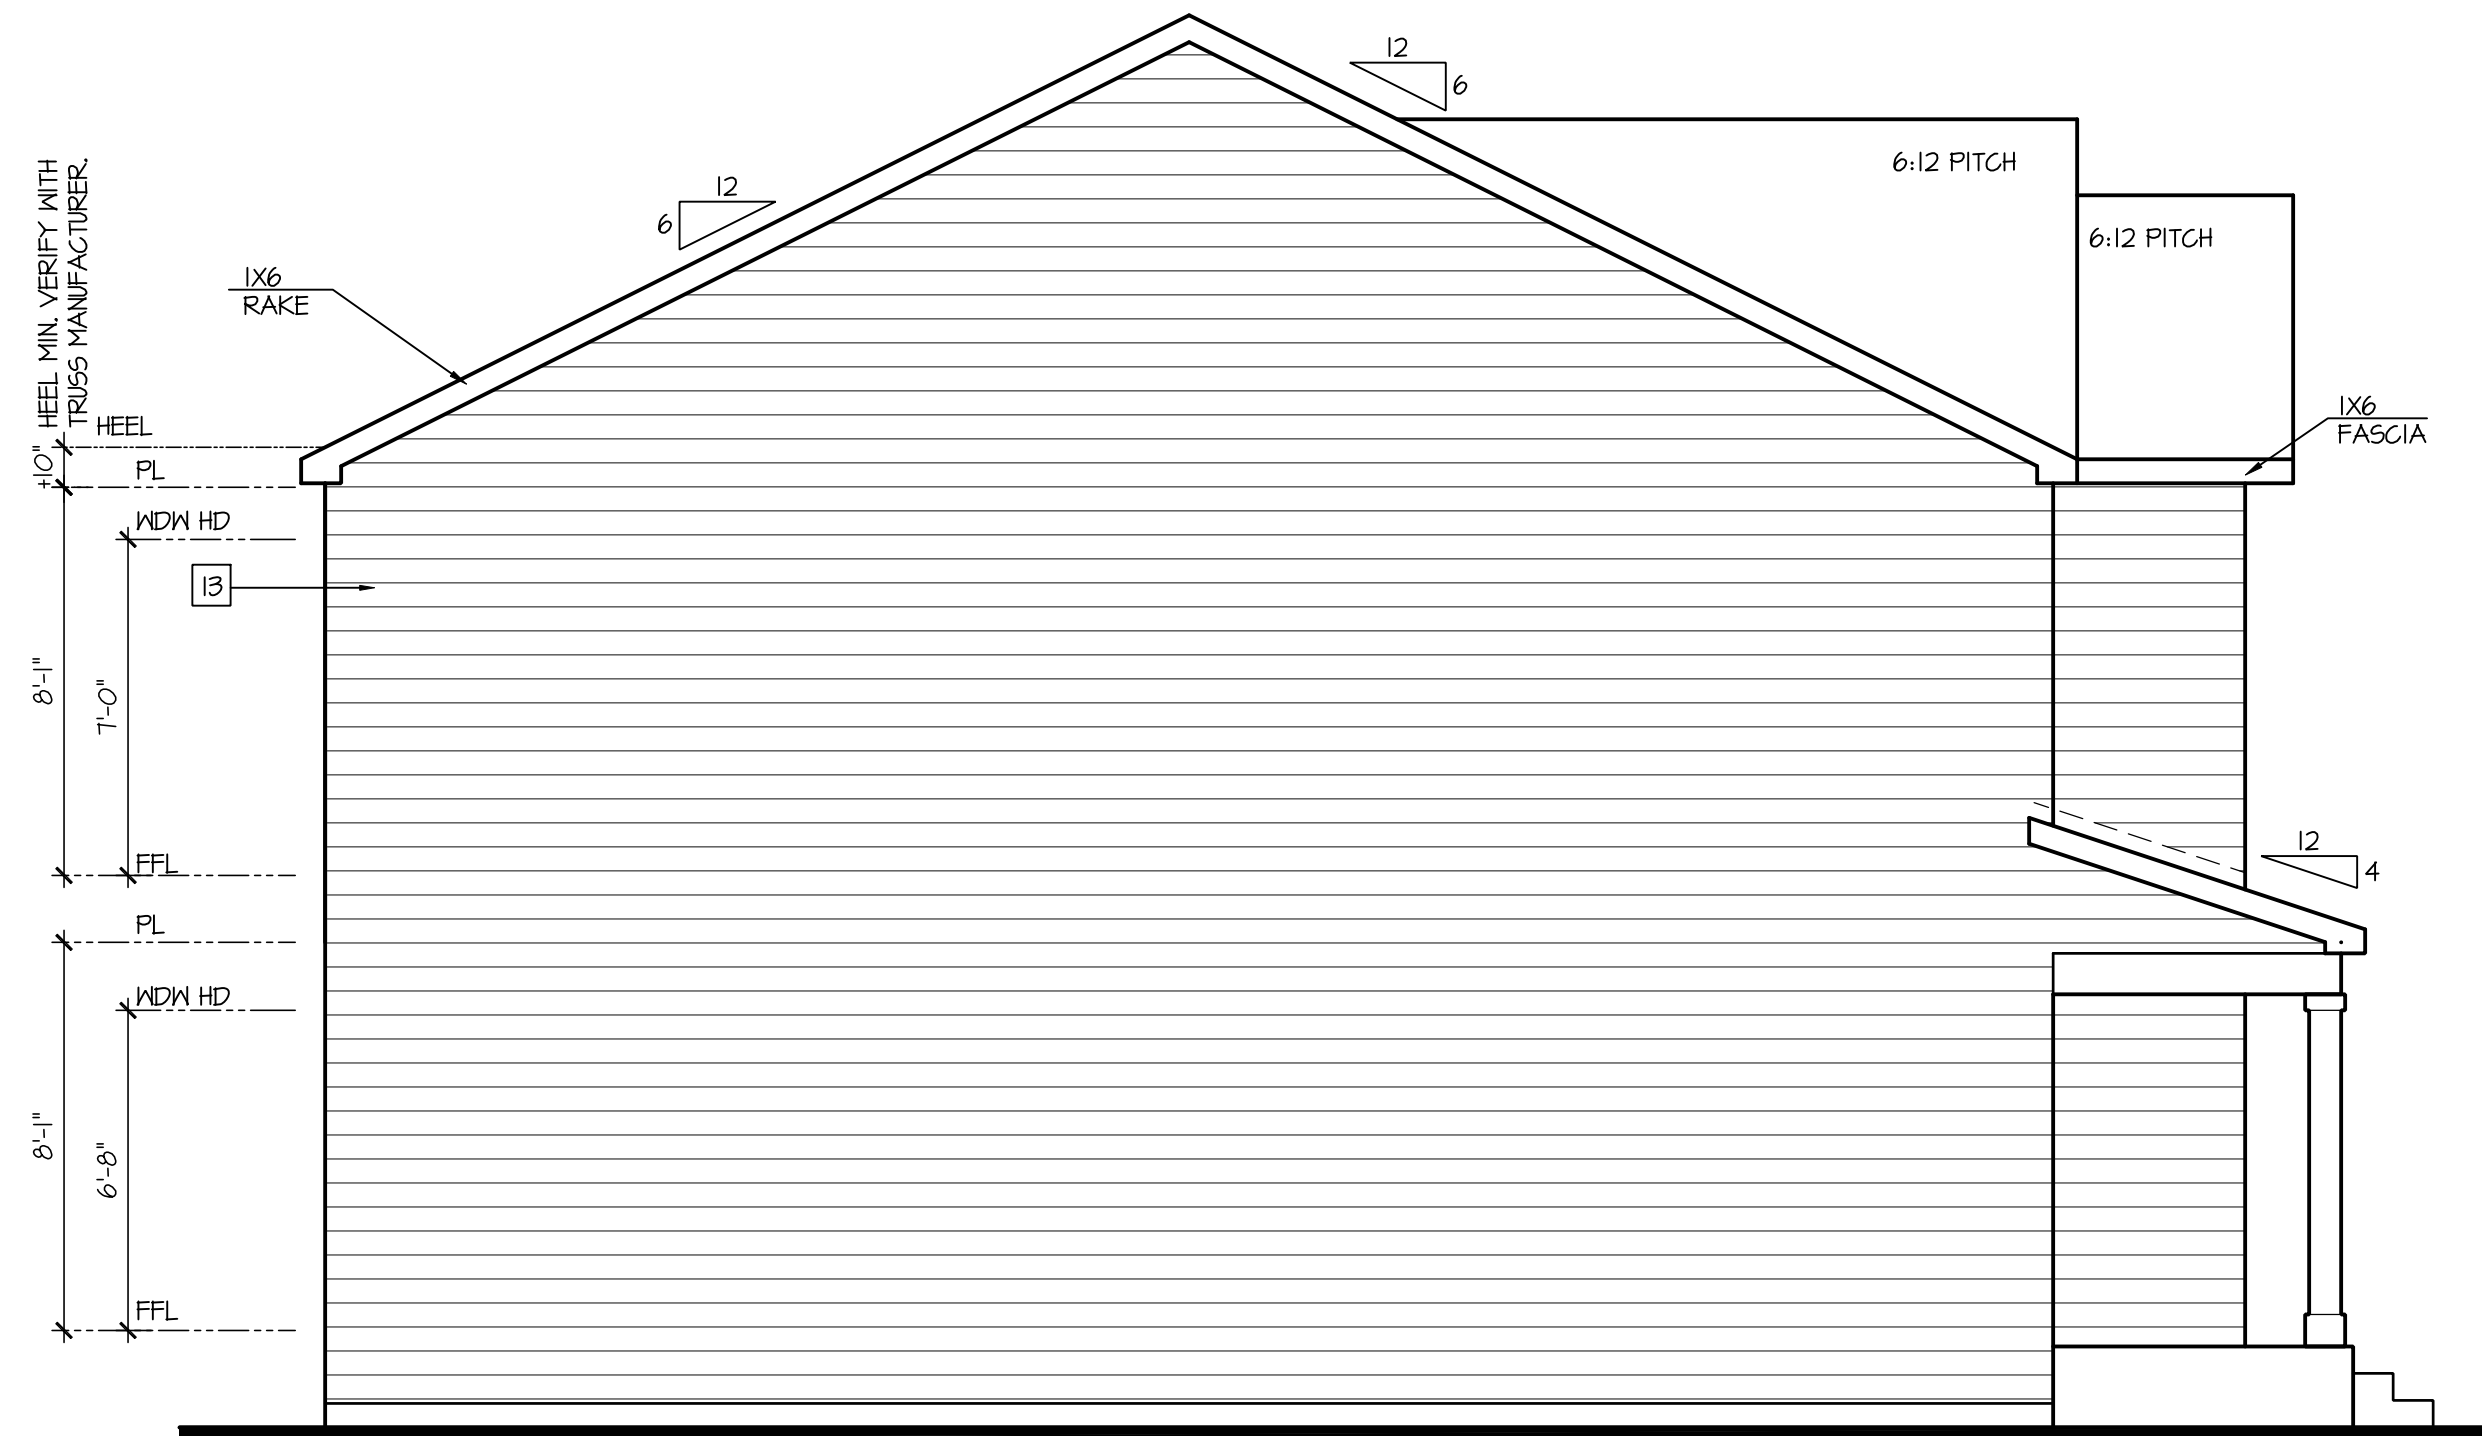 12
6
6:12 PITCH
6:12 PITCH
12
6
1X6
RAKE
HEEL MIN. VERIFY WITH
TRUSS MANUFACTURER.
+10"
HEEL
PL
WDW HD
13
8'-1"
7'-0"
FFL
1X6
FASCIA
12
4
PL
WDW HD
8'-1"
6'-8"
FFL